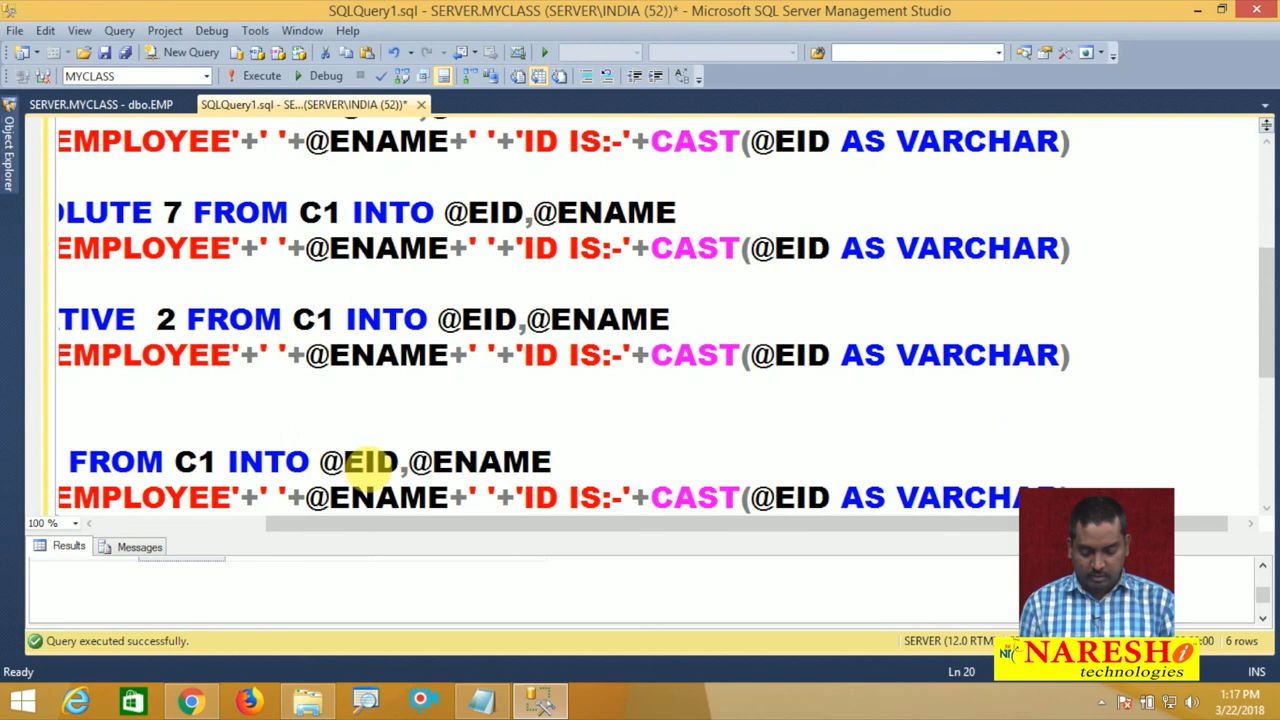 SQLQuery1.sql - SERVER.MYCLASS (SERVER\INDIA (52))* - Microsoft SQL Server Management Studio
File Edit View Query Project Debug Tools Window Help
New Query
MYCLASS Execute Debug
SERVER.MYCLASS - dbo.EMP SQLQuery1.sql - SE...(SERVER\INDIA (52))*
Object Explorer
EMPLOYEE'+' '+@ENAME+' '+'ID IS:-'+CAST(@EID AS VARCHAR)
OLUTE 7 FROM C1 INTO @EID,@ENAME
EMPLOYEE'+' '+@ENAME+' '+'ID IS:-'+CAST(@EID AS VARCHAR)
TIVE 2 FROM C1 INTO @EID,@ENAME
EMPLOYEE'+' '+@ENAME+' '+'ID IS:-'+CAST(@EID AS VARCHAR)
FROM C1 INTO @EID,@ENAME
EMPLOYEE'+' '+@ENAME+' '+'ID IS:-'+CAST(@EID AS VARCHA
100 %
Results Messages
Query executed successfully. SERVER (12.0 RTM) :00 6 rows
Ready Ln 20 INS
NARESH i
technologies
1:17 PM
3/22/2018